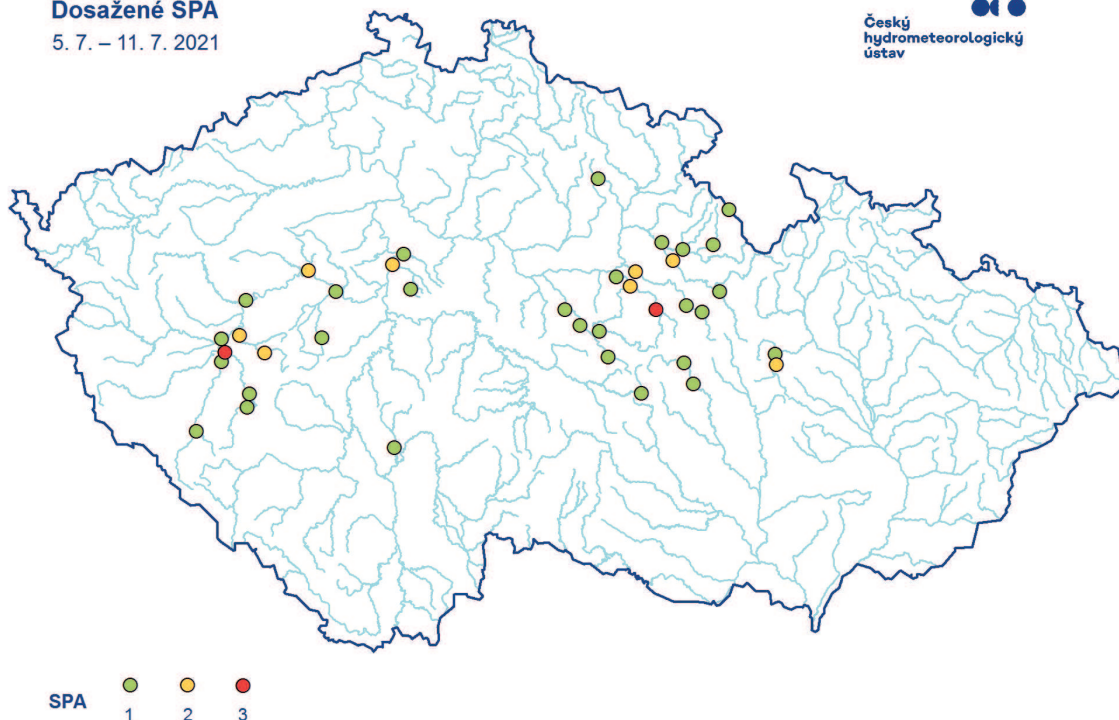 Dosažené SPA
5. 7. – 11. 7. 2021
Český
hydrometeorologický
ústav
SPA
1 2 3